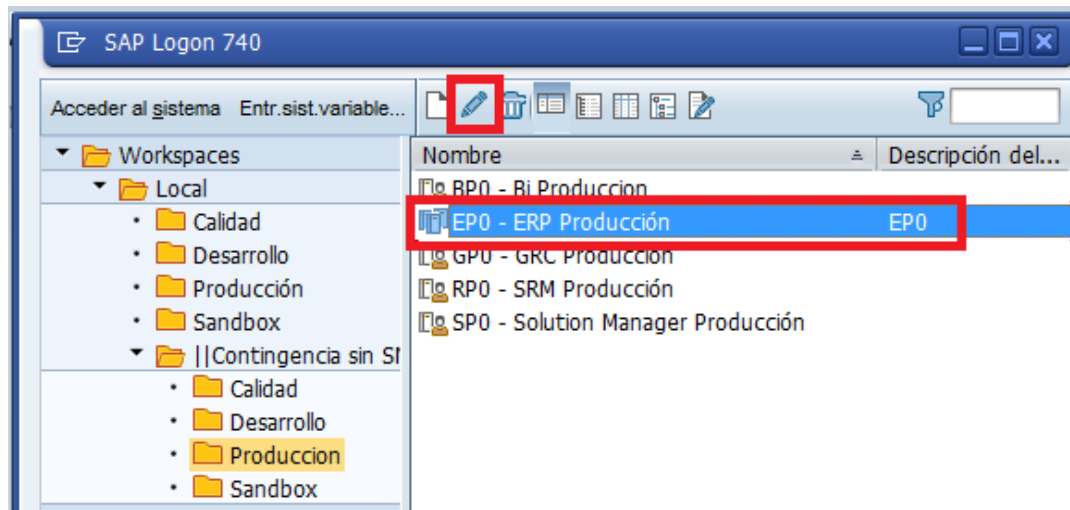 SAP Logon 740
Acceder al sistema Entr.sist.variable...
Workspaces
Local
Calidad
Desarrollo
Producción
Sandbox
||Contingencia sin
Calidad
Desarrollo
Produccion
Sandbox
Nombre Descripción del...
BP0 - Bi Produccion
EP0 - ERP Producción EP0
GP0 - GRC Producción
RP0 - SRM Producción
SP0 - Solution Manager Producción